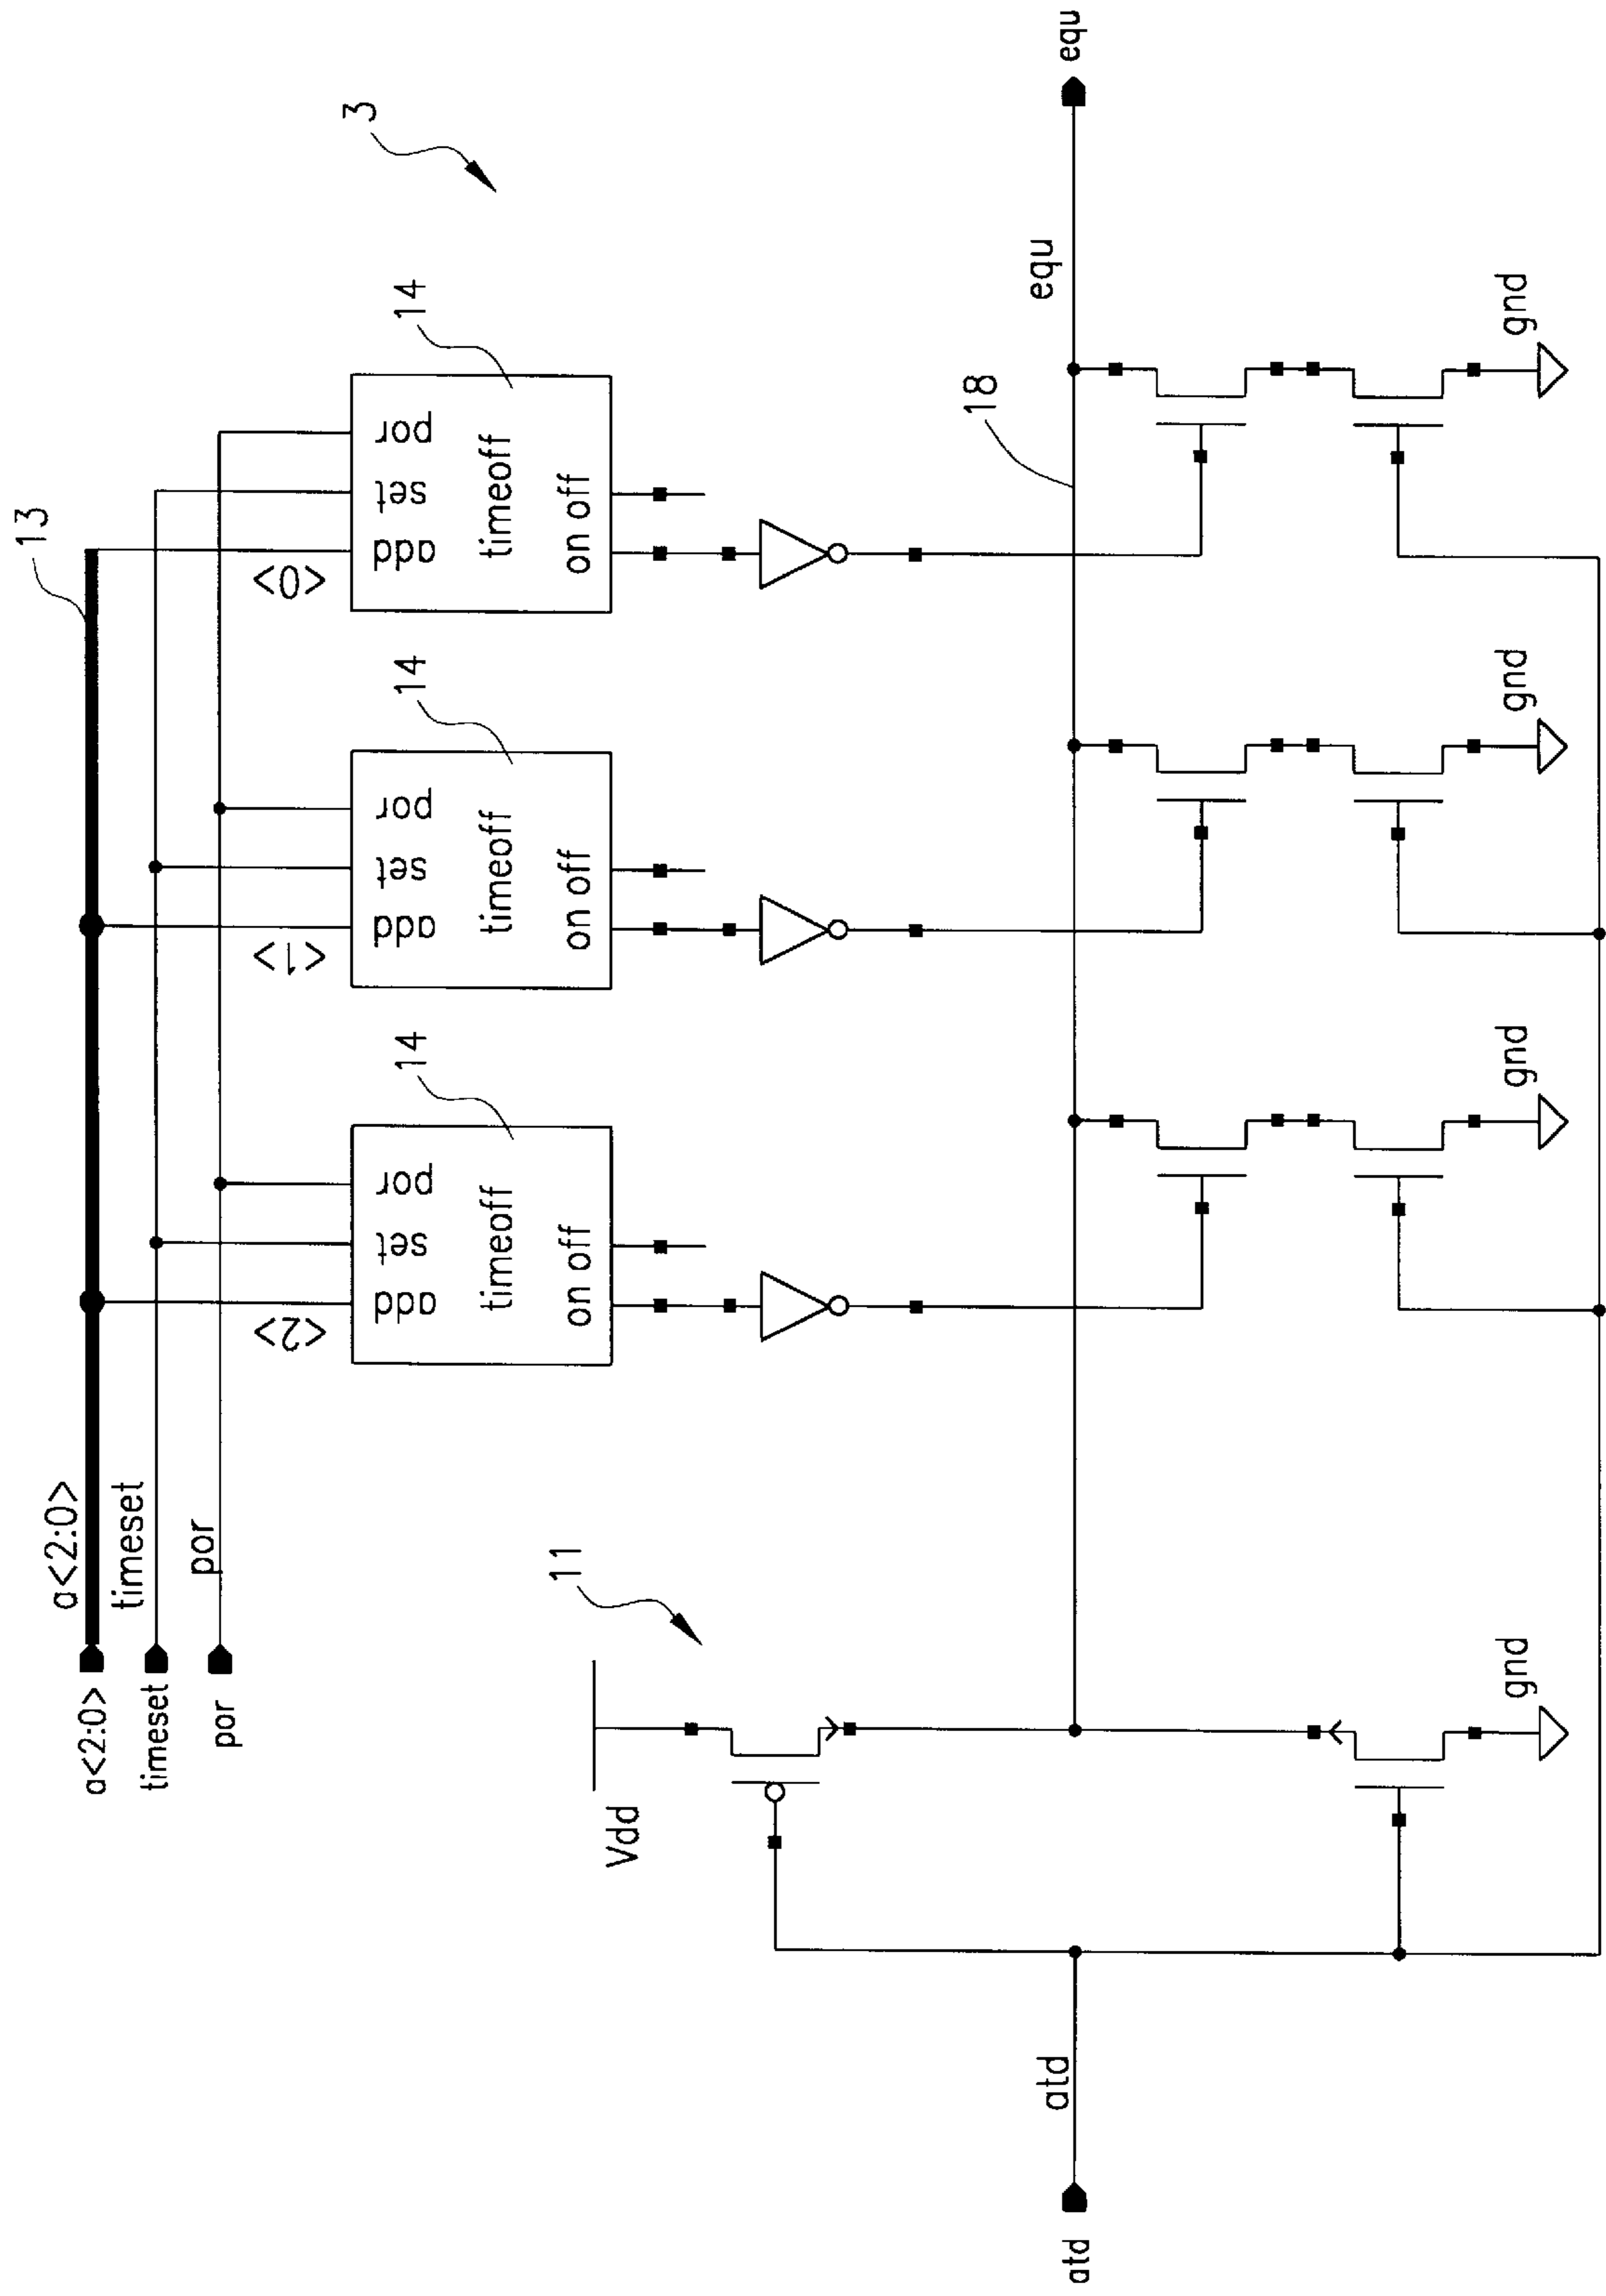 13
a<2:0>
a<2:0>
timeset
timeset
por
por
<2>
<1>
<0>
add set por
timeoff
on off
14
add set por
timeoff
on off
14
add set por
timeoff
on off
14
3
11
Vdd
18
equ
equ
atd
atd
gnd
gnd
gnd
gnd